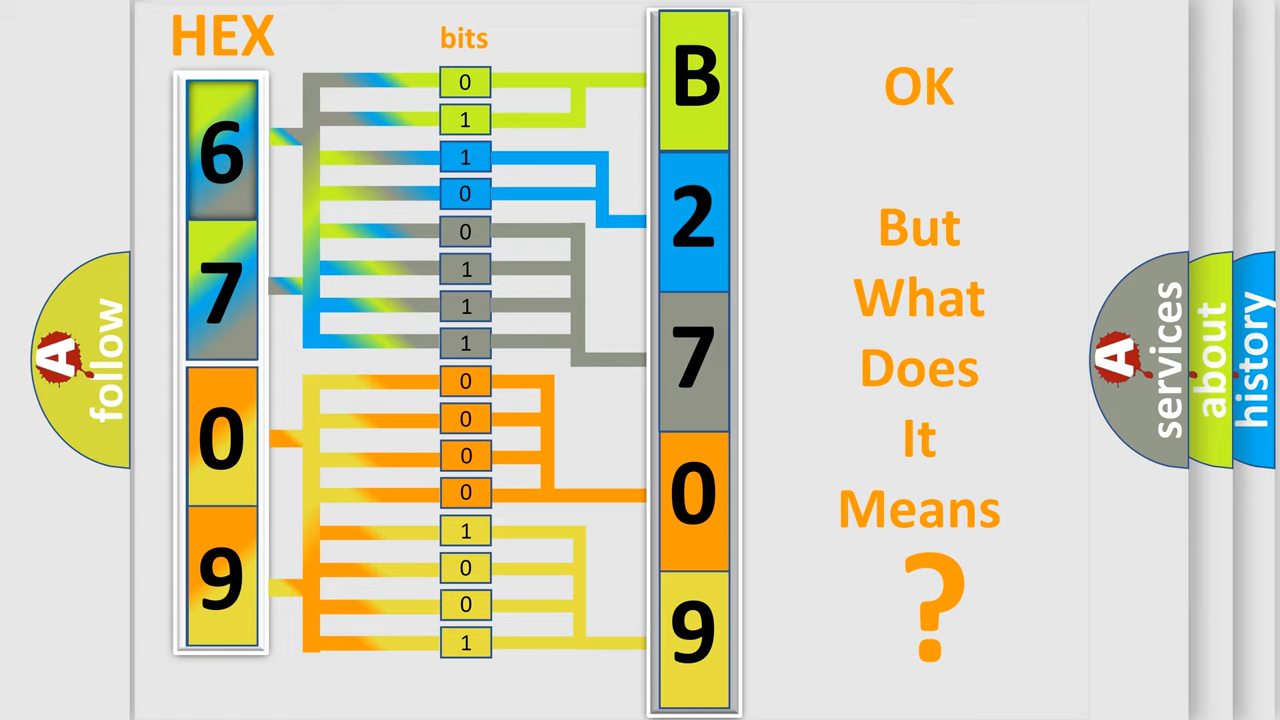 HEX
bits
6
7
0
9
0
1
1
0
0
1
1
1
0
0
0
0
1
0
0
1
B
2
7
0
9
OK
But
What
Does
It
Means
?
A
follow
A
services
about
history